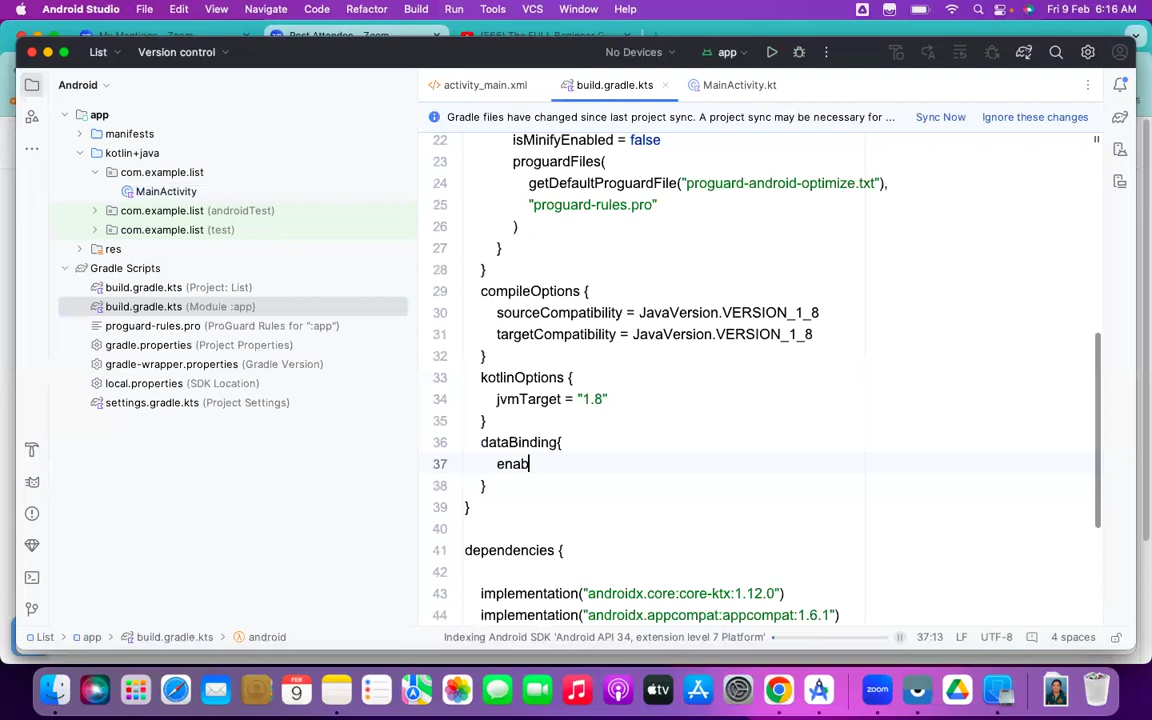 Android Studio File Edit View Navigate Code Refactor Build Run Tools VCS Window Help Fri 9 Feb 6:16 AM
List Version control No Devices app
Android activity_main.xml build.gradle.kts MainActivity.kt
app
Gradle files have changed since last project sync. A project sync may be necessary for ... Sync Now Ignore these changes
manifests
kotlin+java
com.example.list
MainActivity
com.example.list (androidTest)
com.example.list (test)
res
Gradle Scripts
build.gradle.kts (Project: List)
build.gradle.kts (Module :app)
proguard-rules.pro (ProGuard Rules for ":app")
gradle.properties (Project Properties)
gradle-wrapper.properties (Gradle Version)
local.properties (SDK Location)
settings.gradle.kts (Project Settings)
22 isMinifyEnabled = false
23 proguardFiles(
24 getDefaultProguardFile("proguard-android-optimize.txt"),
25 "proguard-rules.pro"
26 )
27 }
28 }
29 compileOptions {
30 sourceCompatibility = JavaVersion.VERSION_1_8
31 targetCompatibility = JavaVersion.VERSION_1_8
32 }
33 kotlinOptions {
34 jvmTarget = "1.8"
35 }
36 dataBinding{
37 enab
38 }
39 }
40
41 dependencies {
42
43 implementation("androidx.core:core-ktx:1.12.0")
44 implementation("androidx.appcompat:appcompat:1.6.1")
List app build.gradle.kts android Indexing Android SDK 'Android API 34, extension level 7 Platform' 37:13 LF UTF-8 4 spaces
FEB
9
tv
zoom